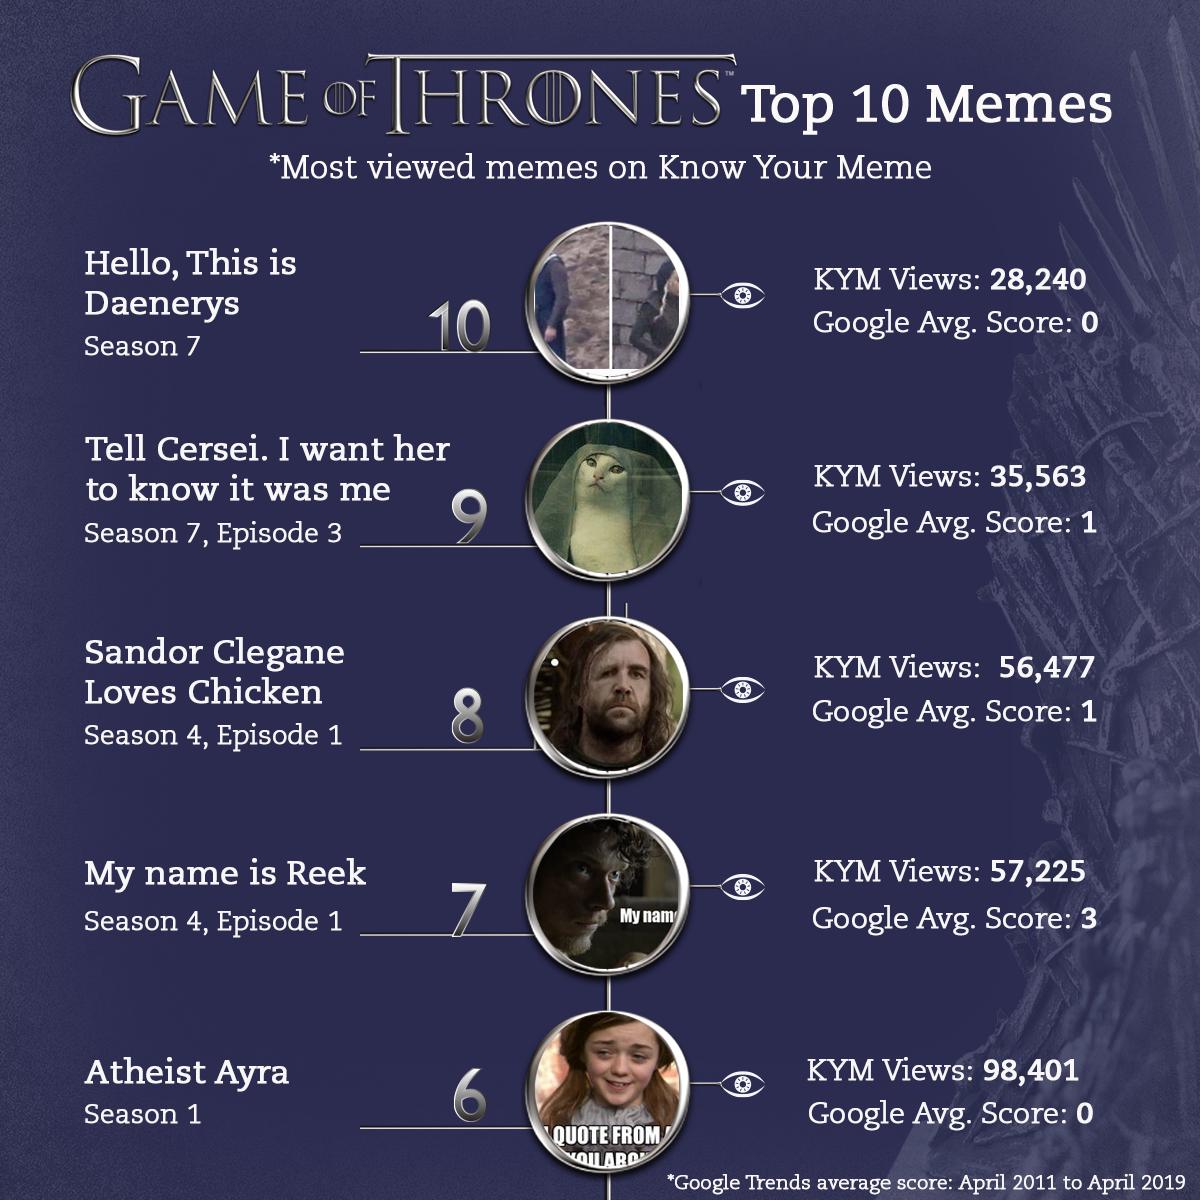 GAME OF THRONES™ Top 10 Memes
*Most viewed memes on Know Your Meme
Hello, This is
Daenerys
Season 7
10
KYM Views: 28,240
Google Avg. Score: 0
Tell Cersei. I want her
to know it was me
Season 7, Episode 3
9
KYM Views: 35,563
Google Avg. Score: 1
Sandor Clegane
Loves Chicken
Season 4, Episode 1
8
KYM Views: 56,477
Google Avg. Score: 1
My name is Reek
Season 4, Episode 1
7
My nam
KYM Views: 57,225
Google Avg. Score: 3
Atheist Ayra
Season 1
6
QUOTE FROM
KYM Views: 98,401
Google Avg. Score: 0
*Google Trends average score: April 2011 to April 2019